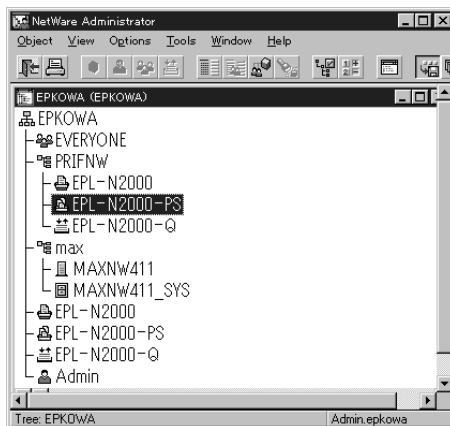 NetWare Administrator
Object View Options Tools Window Help
EPKOWA (EPKOWA)
EPKOWA
EVERYONE
PRIFNW
EPL-N2000
EPL-N2000-PS
EPL-N2000-Q
max
MAXNW411
MAXNW411_SYS
EPL-N2000
EPL-N2000-PS
EPL-N2000-Q
Admin
Tree: EPKOWA Admin.epkowa